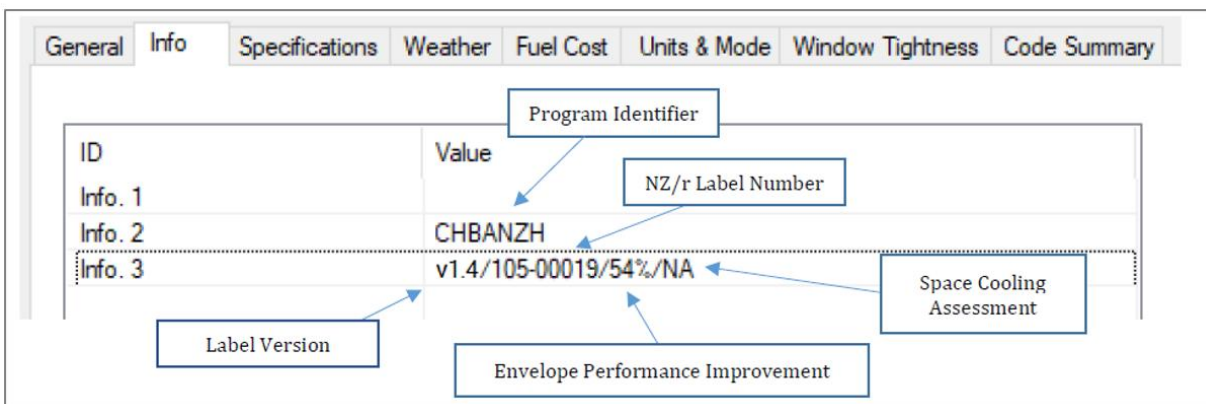 General Info Specifications Weather Fuel Cost Units & Mode Window Tightness Code Summary
Program Identifier
ID Value
NZ/r Label Number
Info. 1
Info. 2 CHBANZH
Info. 3 v1.4/105-00019/54%/NA
Space Cooling
Assessment
Label Version
Envelope Performance Improvement